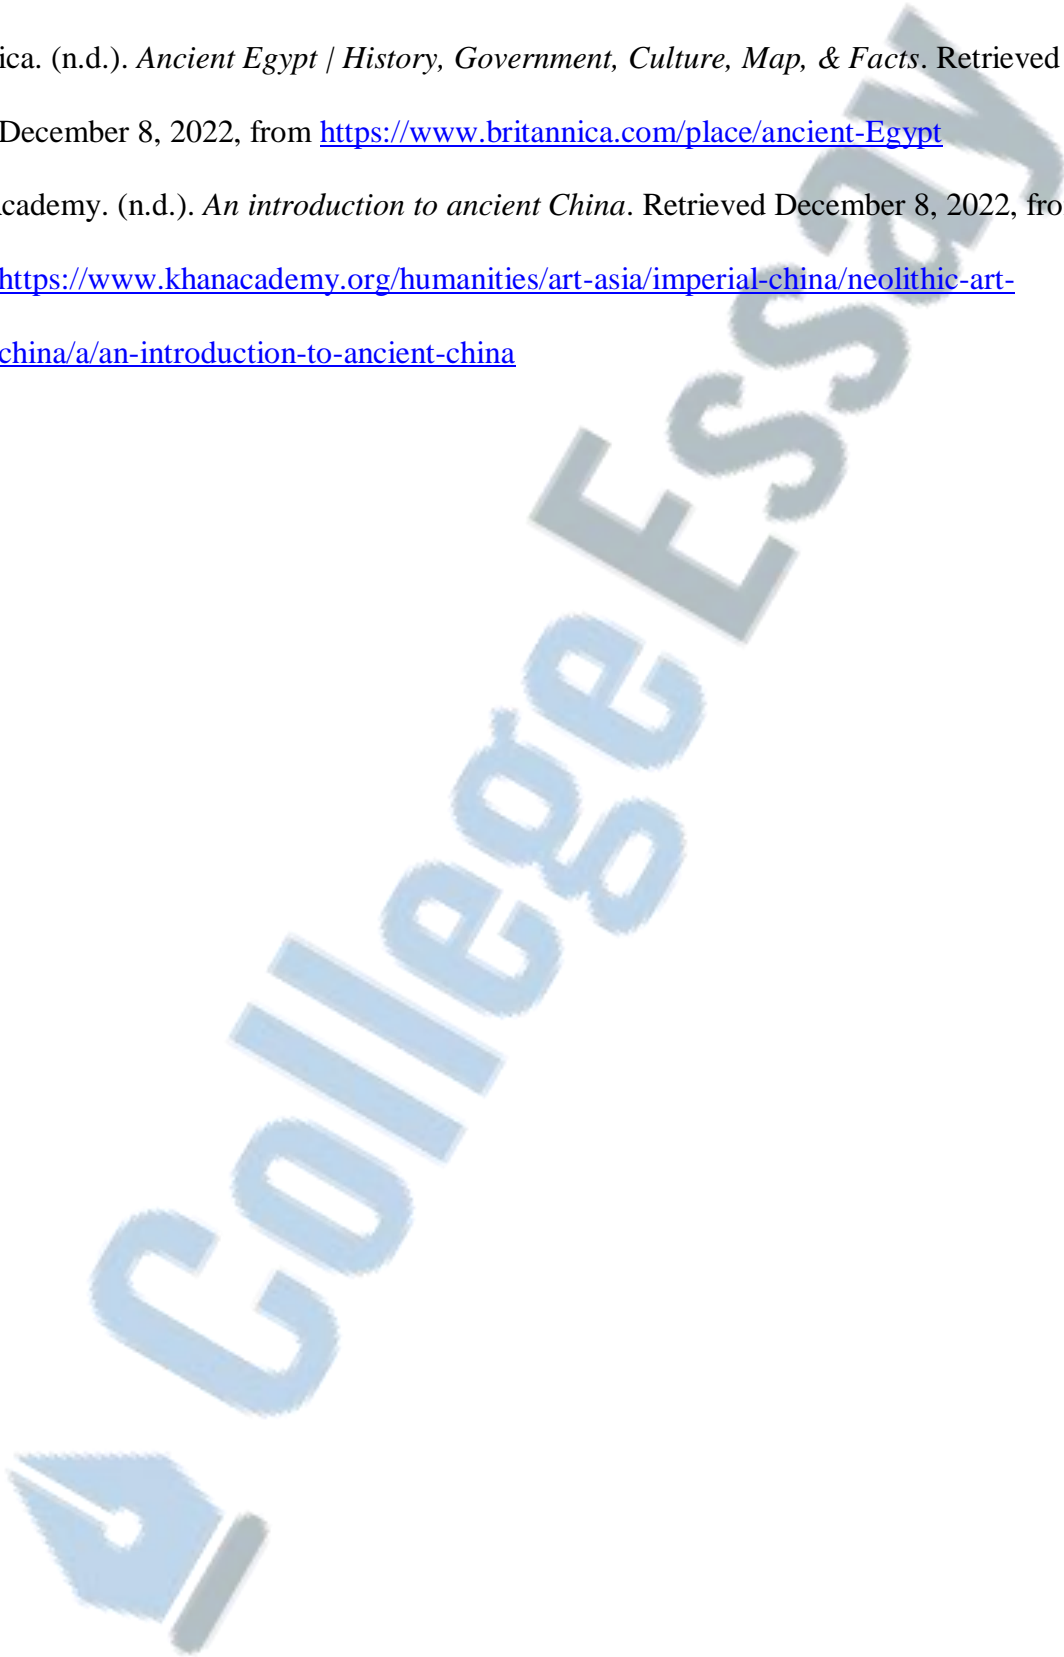 ica. (n.d.). Ancient Egypt | History, Government, Culture, Map, & Facts. Retrieved
December 8, 2022, from https://www.britannica.com/place/ancient-Egypt
cademy. (n.d.). An introduction to ancient China. Retrieved December 8, 2022, fro
https://www.khanacademy.org/humanities/art-asia/imperial-china/neolithic-art-
china/a/an-introduction-to-ancient-china
CollegeEssay